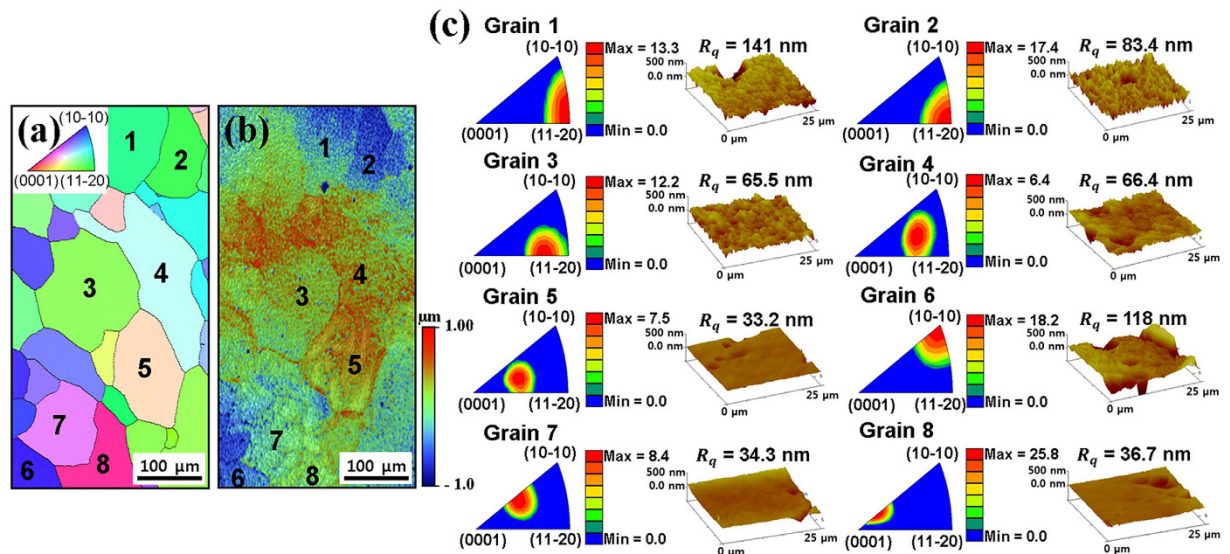 (a)
(10-10)
(0001) (11-20)
1
2
3
4
5
6
7
8
100 μm
(b)
1
2
3
4
5
6
7
8
100 μm
μm
1.00
- 1.0
(c)
Grain 1
(10-10)
(0001) (11-20)
Max = 13.3
Min = 0.0
Rq = 141 nm
500 nm
0.0 nm
0 μm
25 μm
Grain 2
(10-10)
(0001) (11-20)
Max = 17.4
Min = 0.0
Rq = 83.4 nm
500 nm
0.0 nm
0 μm
25 μm
Grain 3
(10-10)
(0001) (11-20)
Max = 12.2
Min = 0.0
Rq = 65.5 nm
500 nm
0.0 nm
0 μm
25 μm
Grain 4
(10-10)
(0001) (11-20)
Max = 6.4
Min = 0.0
Rq = 66.4 nm
500 nm
0.0 nm
0 μm
25 μm
Grain 5
(10-10)
(0001) (11-20)
Max = 7.5
Min = 0.0
Rq = 33.2 nm
500 nm
0.0 nm
0 μm
25 μm
Grain 6
(10-10)
(0001) (11-20)
Max = 18.2
Min = 0.0
Rq = 118 nm
500 nm
0.0 nm
0 μm
25 μm
Grain 7
(10-10)
(0001) (11-20)
Max = 8.4
Min = 0.0
Rq = 34.3 nm
500 nm
0.0 nm
0 μm
25 μm
Grain 8
(10-10)
(0001) (11-20)
Max = 25.8
Min = 0.0
Rq = 36.7 nm
500 nm
0.0 nm
0 μm
25 μm